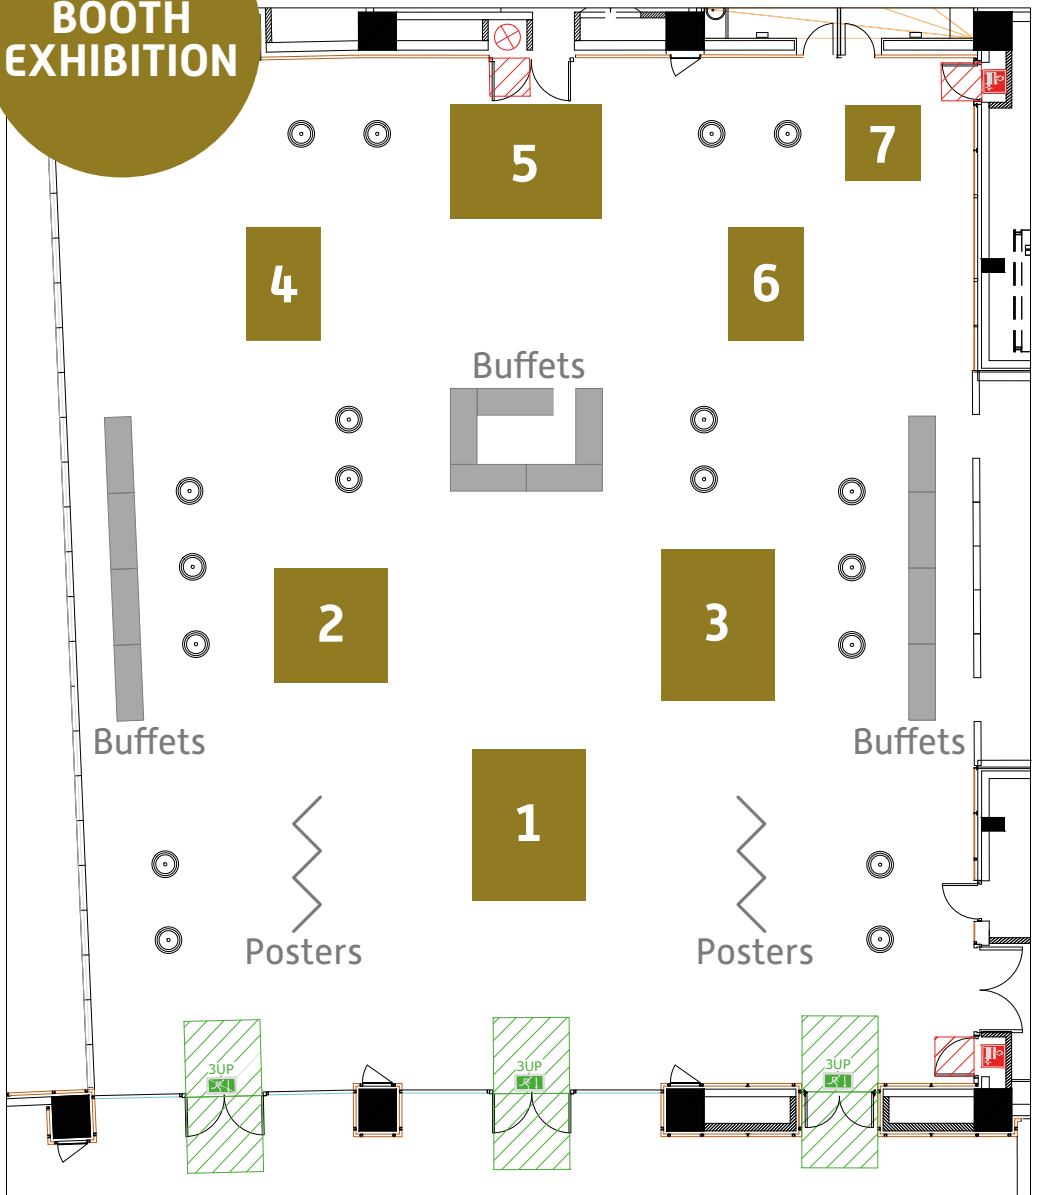 BOOTH
EXHIBITION
5
7
4
6
Buffets
2
3
Buffets
Buffets
1
Posters
Posters
3UP
3UP
3UP